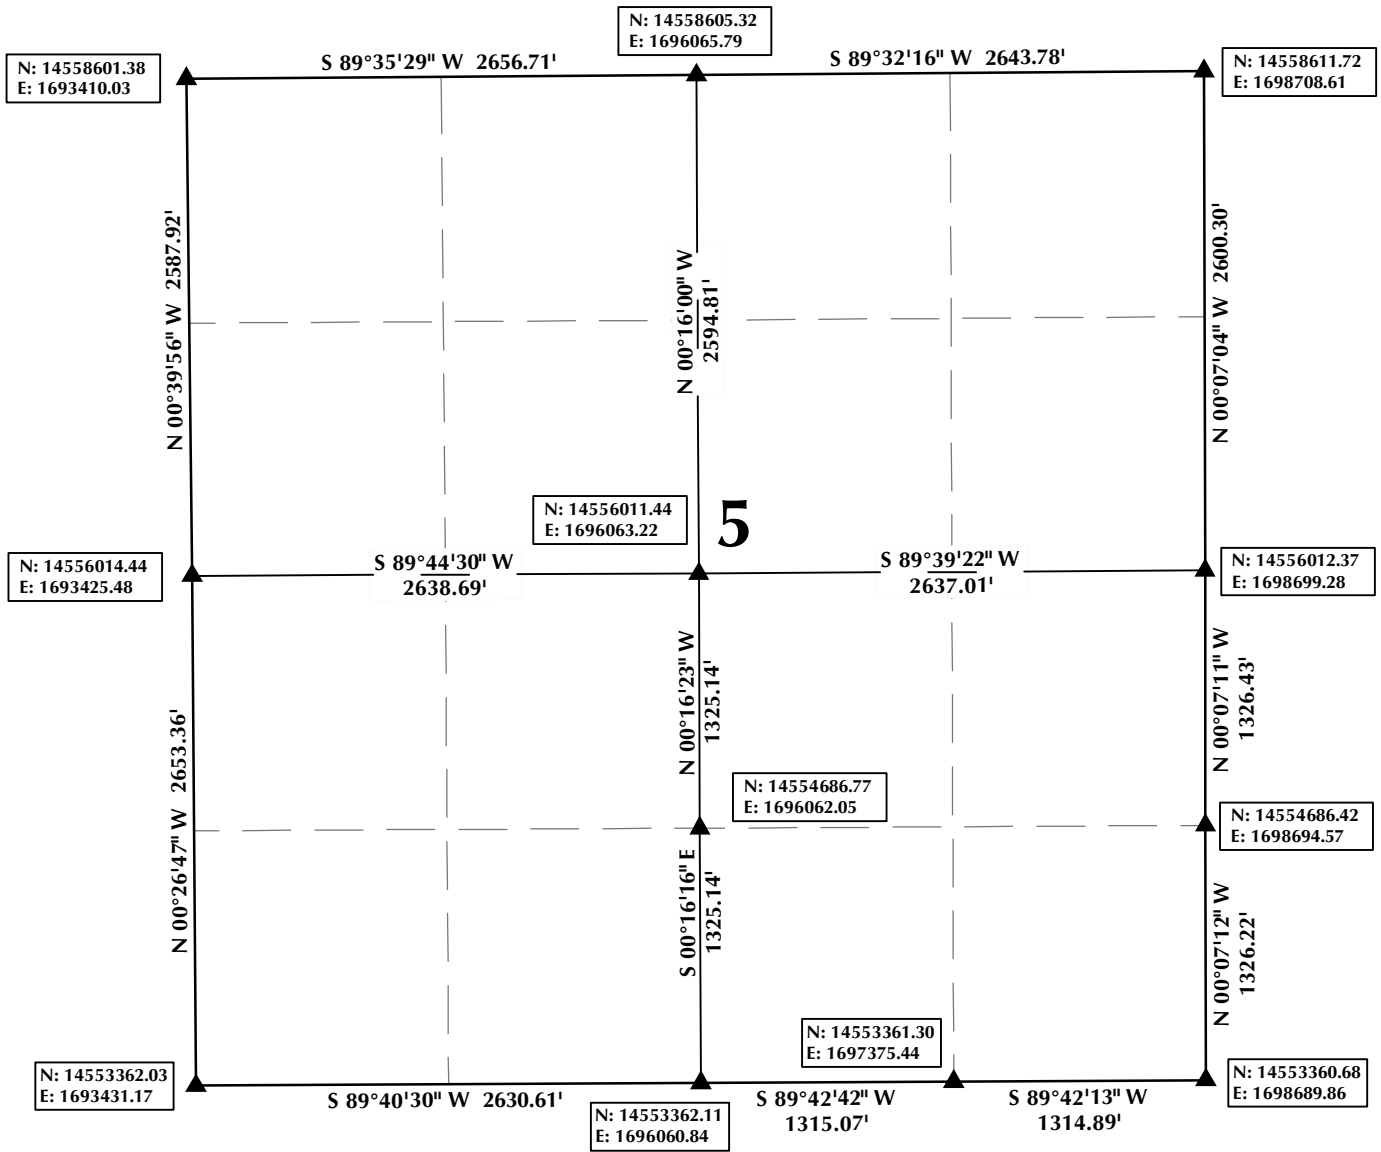 N: 14558605.32
E: 1696065.79
N: 14558601.38
E: 1693410.03
S 89°35'29" W 2656.71'
S 89°32'16" W 2643.78'
N: 14558611.72
E: 1698708.61
N 00°39'56" W 2587.92'
N 00°16'00" W
2594.81'
N 00°07'04" W 2600.30'
N: 14556011.44
E: 1696063.22
5
N: 14556014.44
E: 1693425.48
S 89°44'30" W
2638.69'
S 89°39'22" W
2637.01'
N: 14556012.37
E: 1698699.28
N 00°26'47" W 2653.36'
N 00°16'23" W
1325.14'
N 00°07'11" W
1326.43'
N: 14554686.77
E: 1696062.05
N: 14554686.42
E: 1698694.57
S 00°16'16" E
1325.14'
N 00°07'12" W
1326.22'
N: 14553361.30
E: 1697375.44
N: 14553362.03
E: 1693431.17
S 89°40'30" W 2630.61'
N: 14553362.11
E: 1696060.84
S 89°42'42" W
1315.07'
S 89°42'13" W
1314.89'
N: 14553360.68
E: 1698689.86